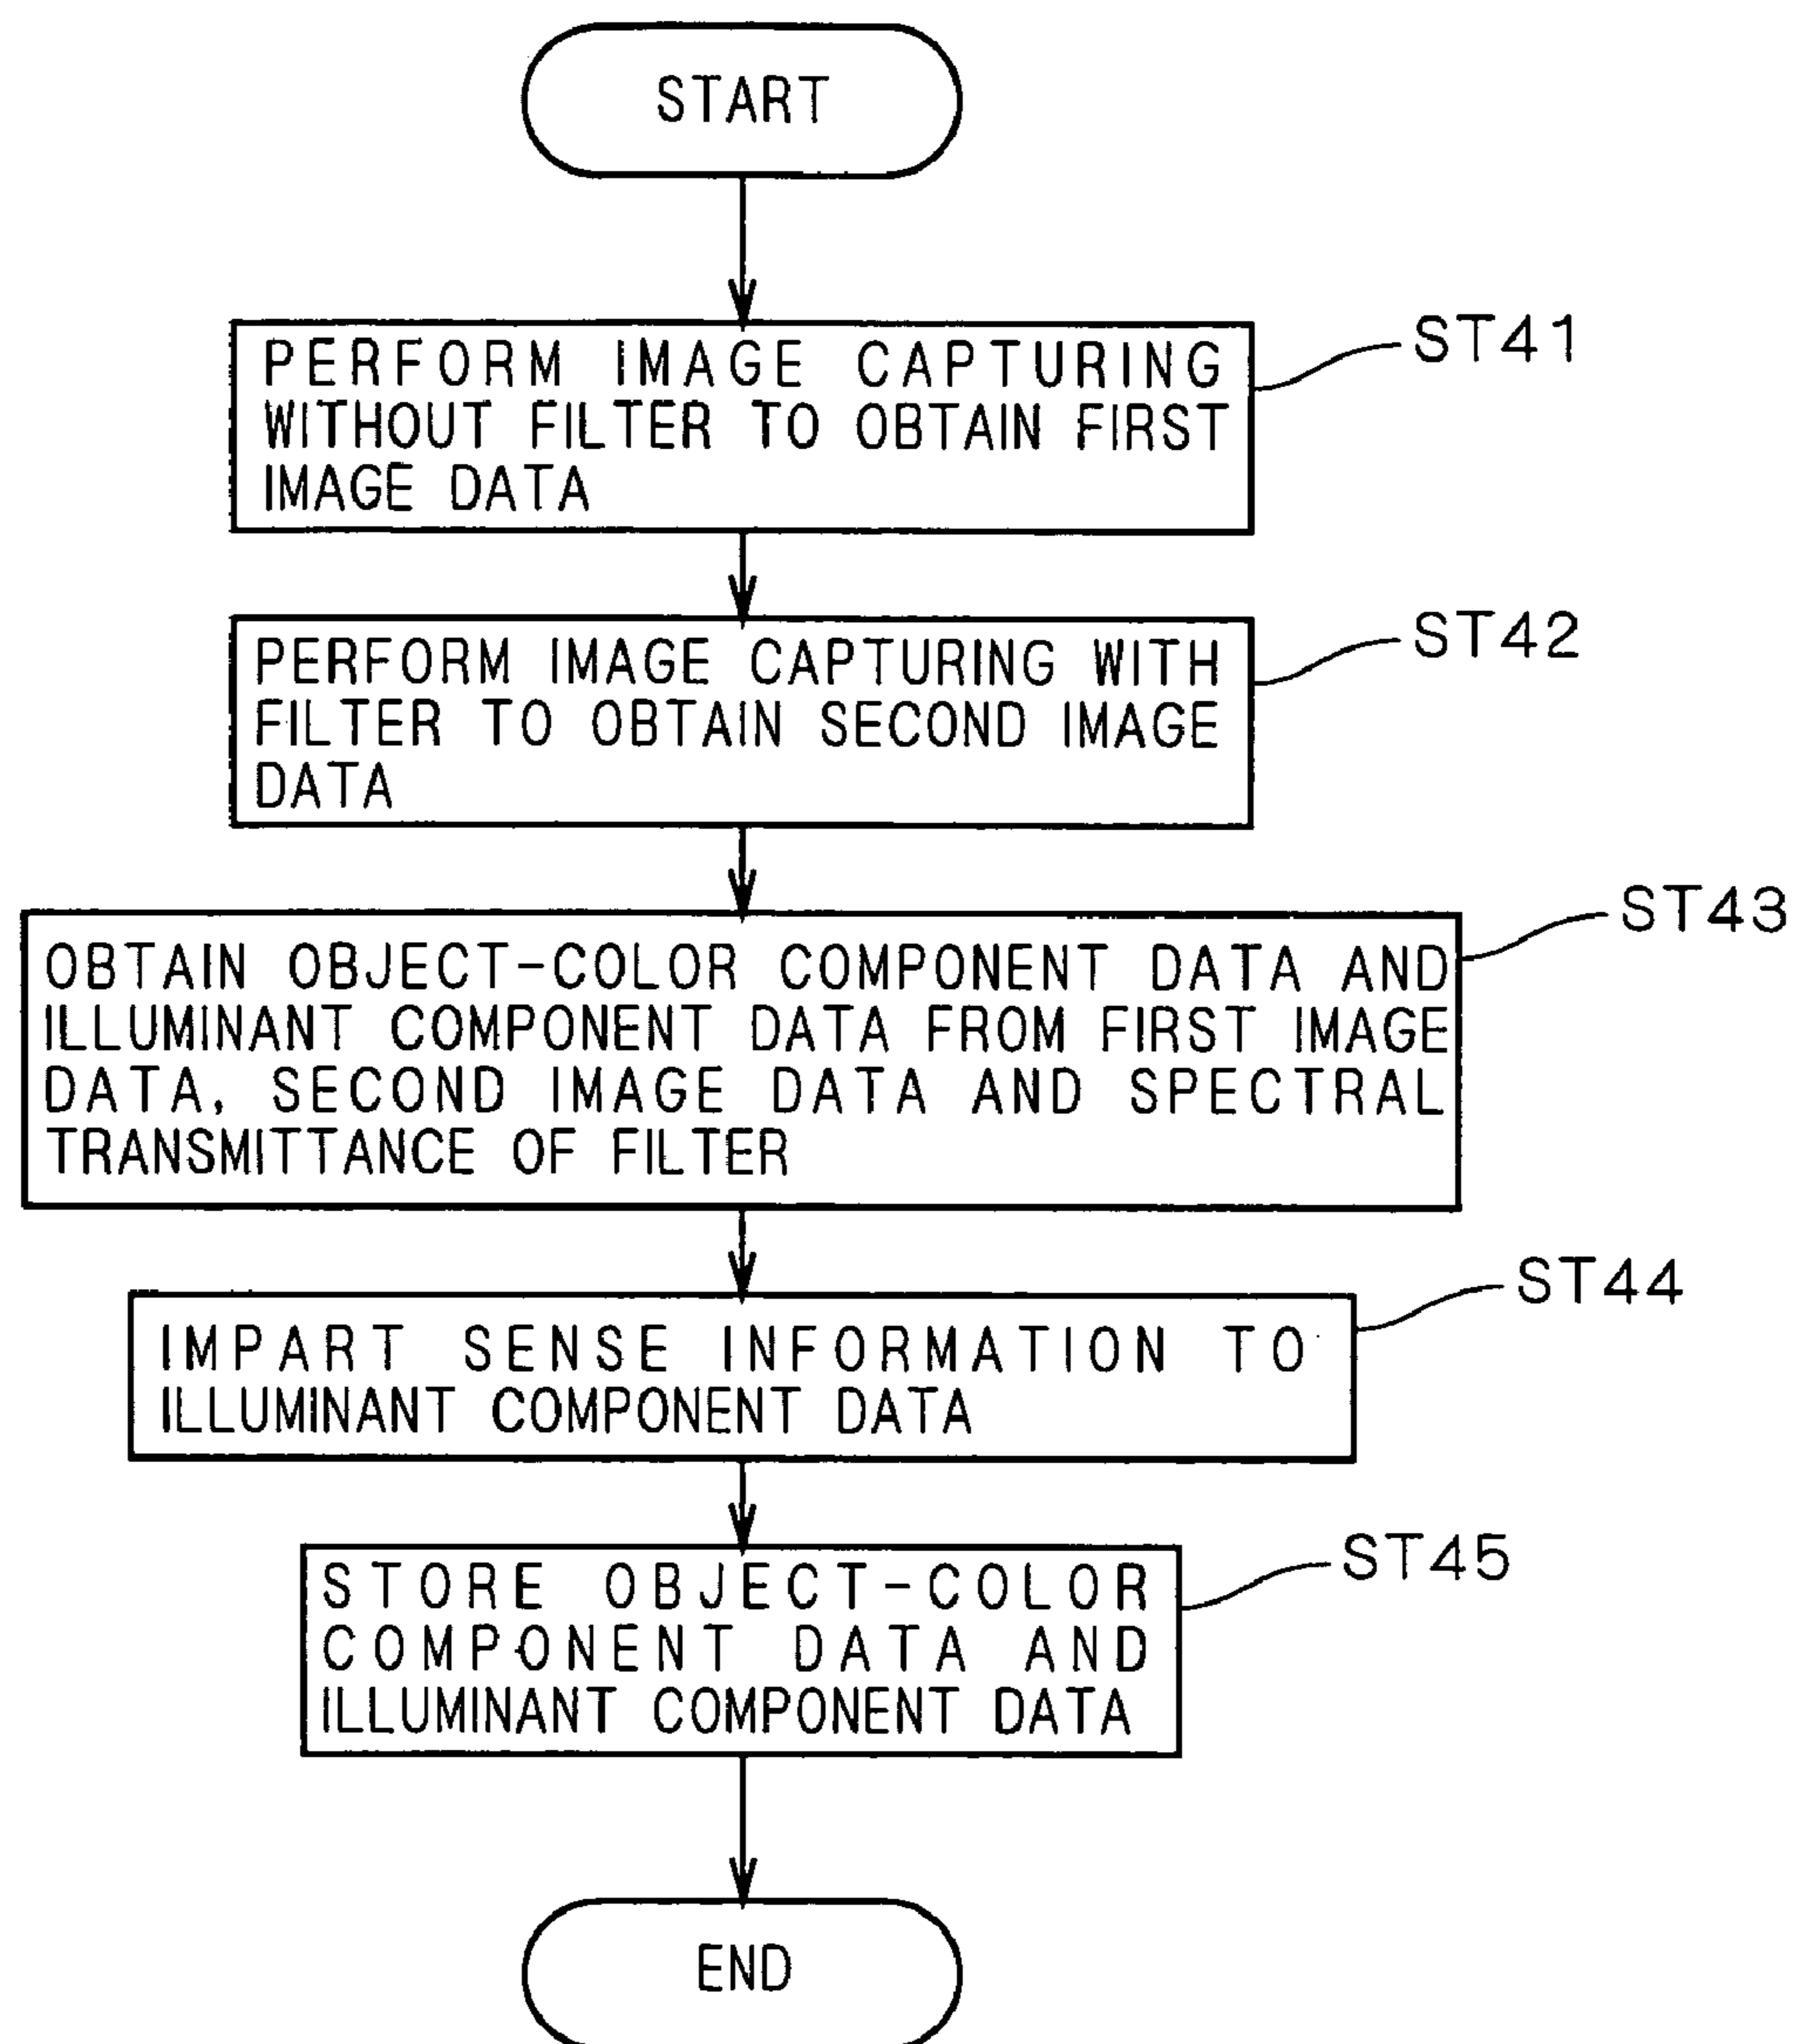 START
PERFORM IMAGE CAPTURING
WITHOUT FILTER TO OBTAIN FIRST
IMAGE DATA
ST41
PERFORM IMAGE CAPTURING WITH
FILTER TO OBTAIN SECOND IMAGE
DATA
ST42
OBTAIN OBJECT-COLOR COMPONENT DATA AND
ILLUMINANT COMPONENT DATA FROM FIRST IMAGE
DATA, SECOND IMAGE DATA AND SPECTRAL
TRANSMITTANCE OF FILTER
ST43
IMPART SENSE INFORMATION TO
ILLUMINANT COMPONENT DATA
ST44
STORE OBJECT-COLOR
COMPONENT DATA AND
ILLUMINANT COMPONENT DATA
ST45
END